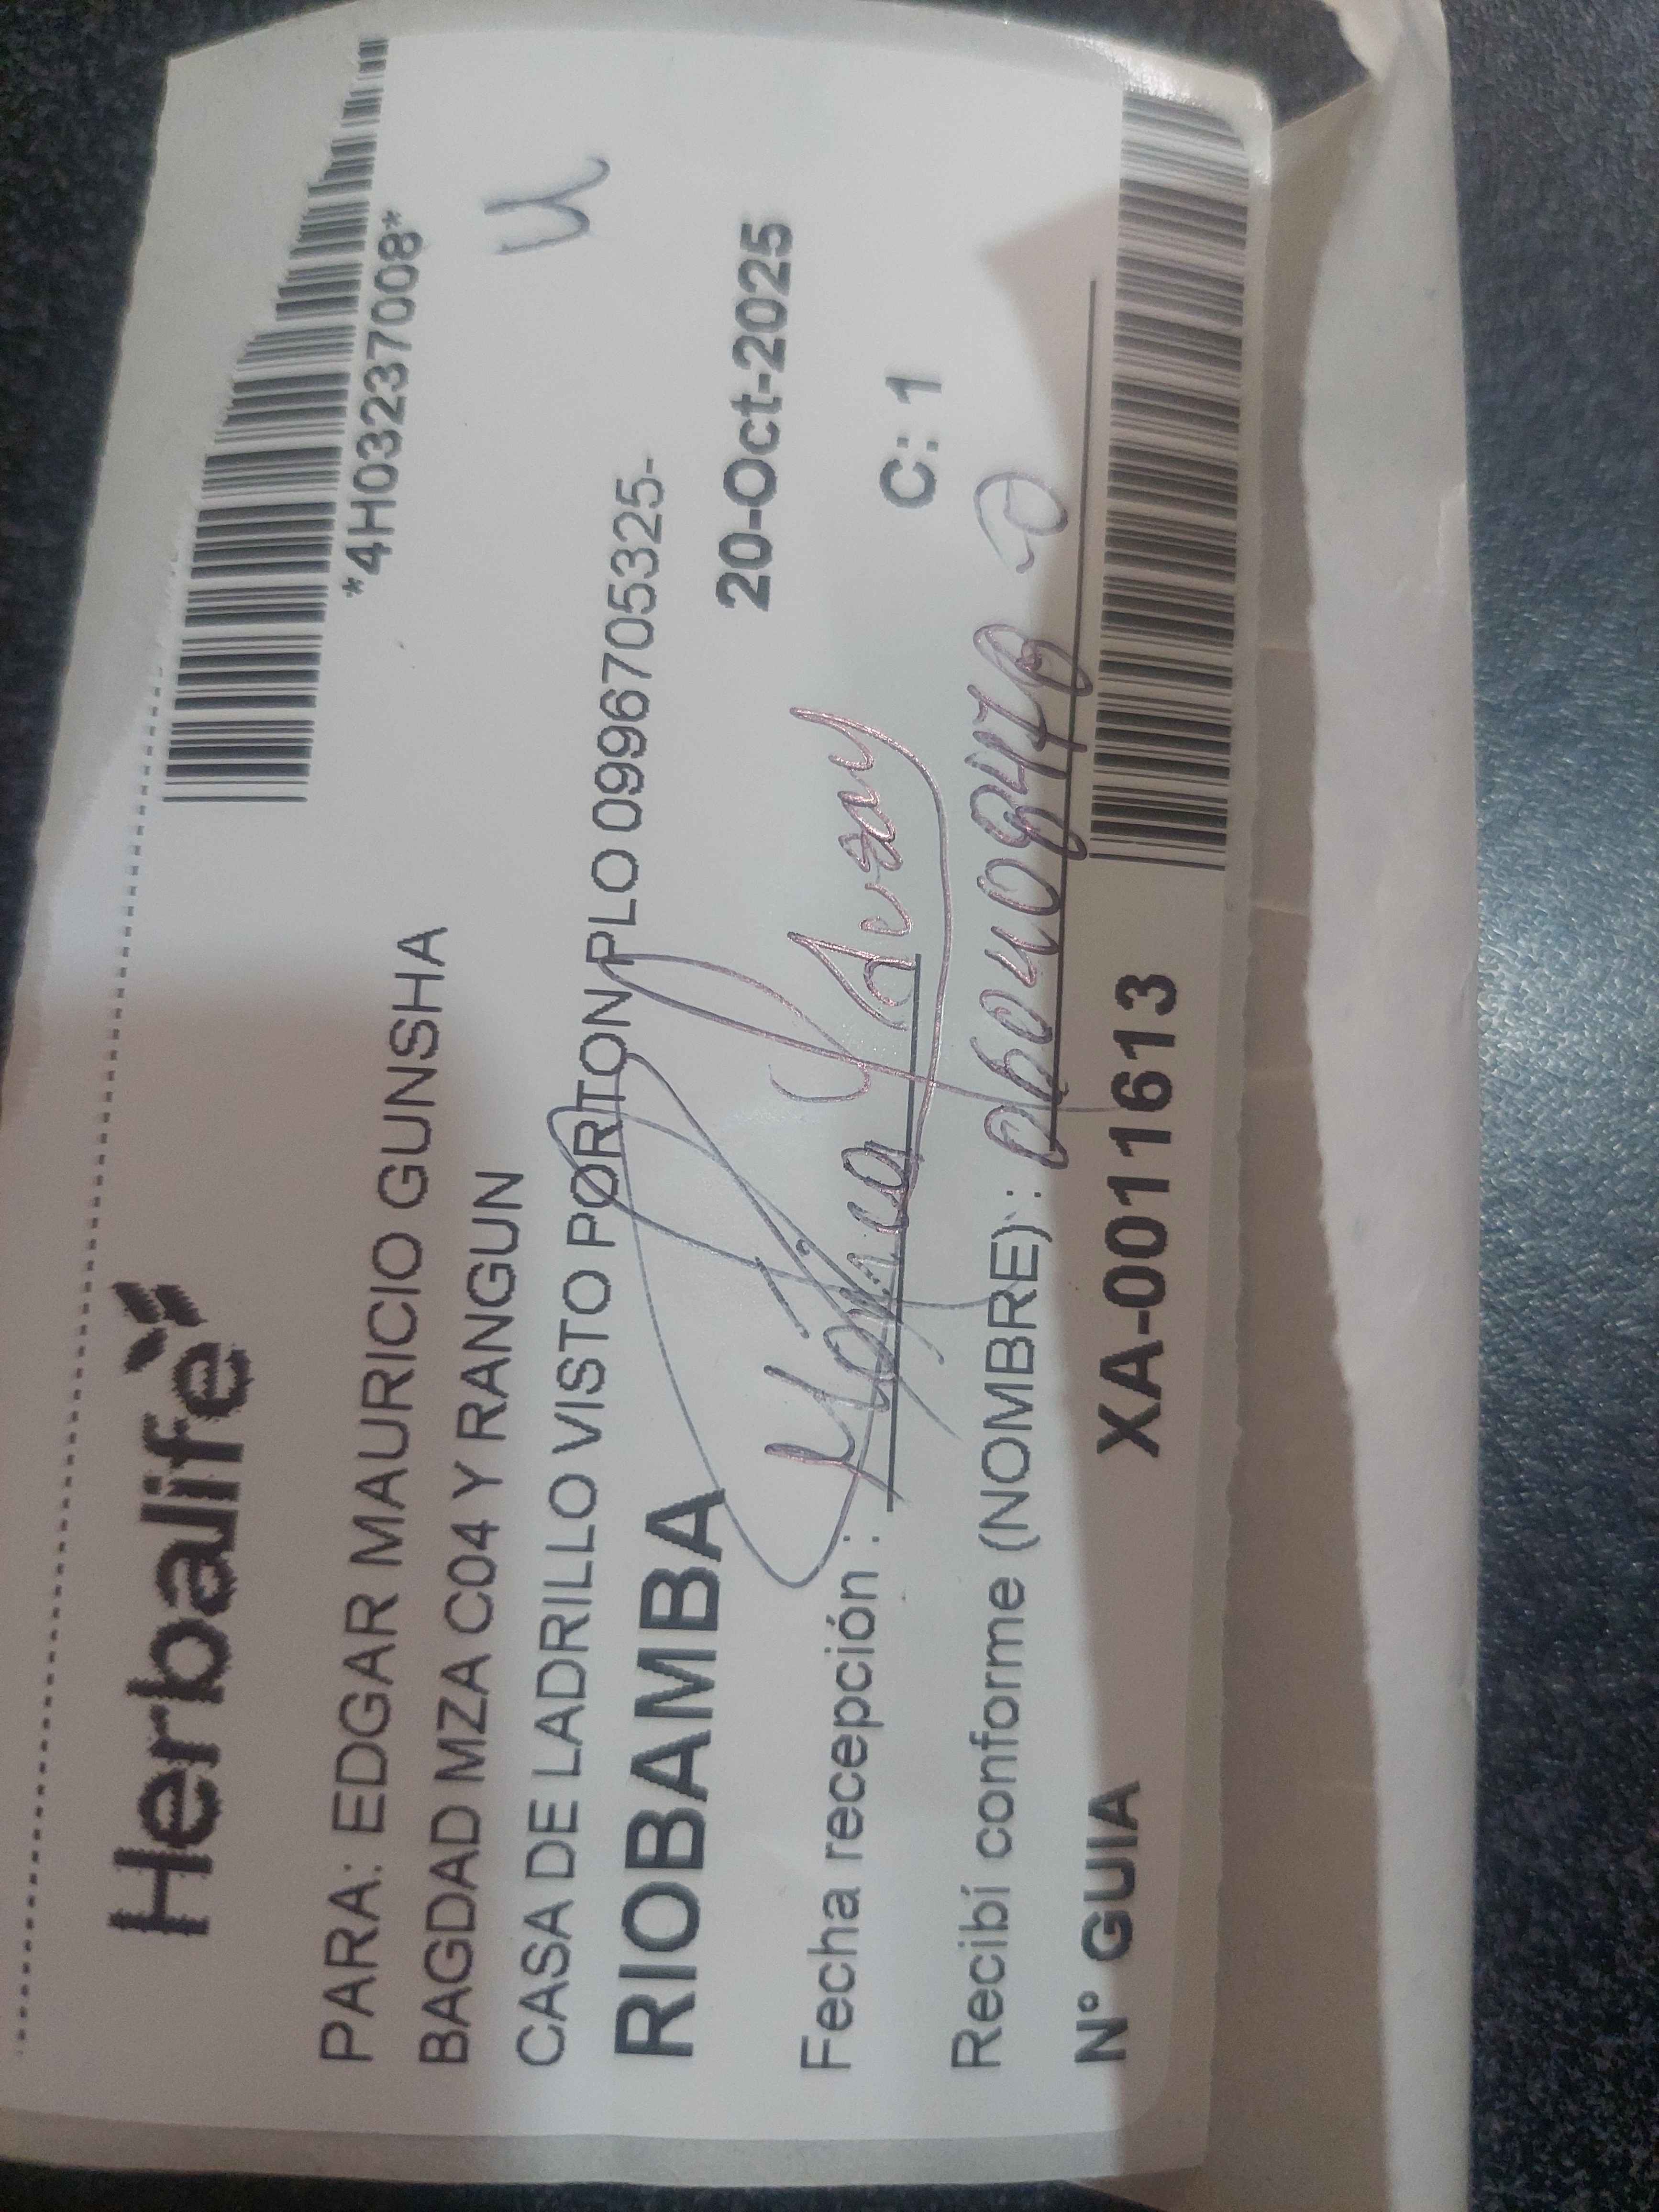 Herbalife
*4H0323237008*
PARA: EDGAR MAURICIO GUNSHA
BAGDAD MZA C04 Y RANGUN
CASA DE LADRILLO VISTO PORTON PLO 0996705325-
RIOBAMBA
20-Oct-2025
Fecha recepción :
C: 1
Recibí conforme (NOMBRE) :
N° GUIA XA-0011613